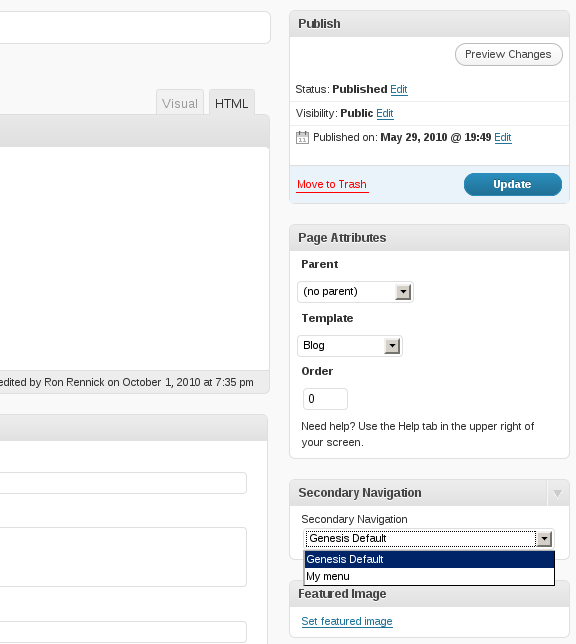 Publish
Preview Changes
Status: Published Edit
Visibility: Public Edit
11
Published on: May 29, 2010 @ 19:49 Edit
Move to Trash
Update
Visual
HTML
edited by Ron Rennick on October 1, 2010 at 7:35 pm
Page Attributes
Parent
(no parent)
Template
Blog
Order
0
Need help? Use the Help tab in the upper right of
your screen.
Secondary Navigation
Secondary Navigation
Genesis Default
Genesis Default
My menu
Featured Image
Set featured image